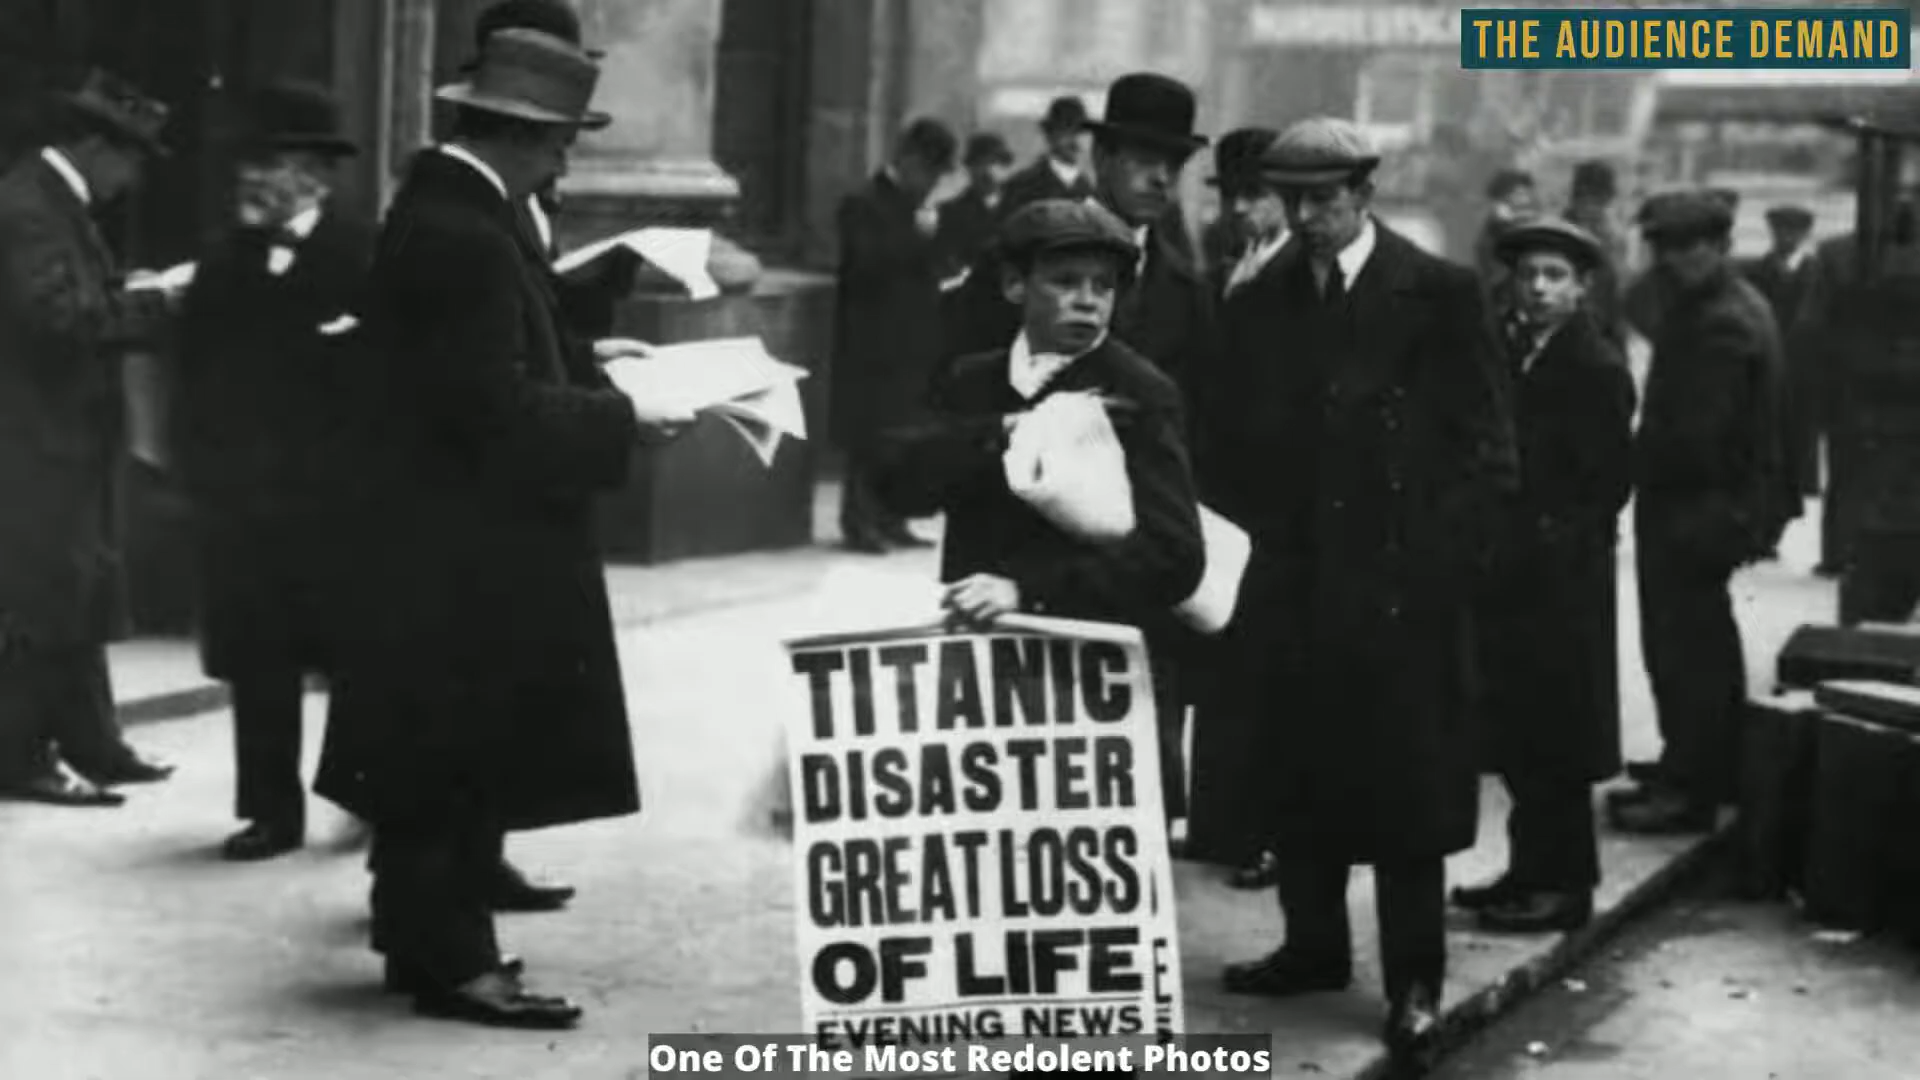 THE AUDIENCE DEMAND
TITANIC
DISASTER
GREAT LOSS
OF LIFE
EVENING NEWS
One Of The Most Redolent Photos